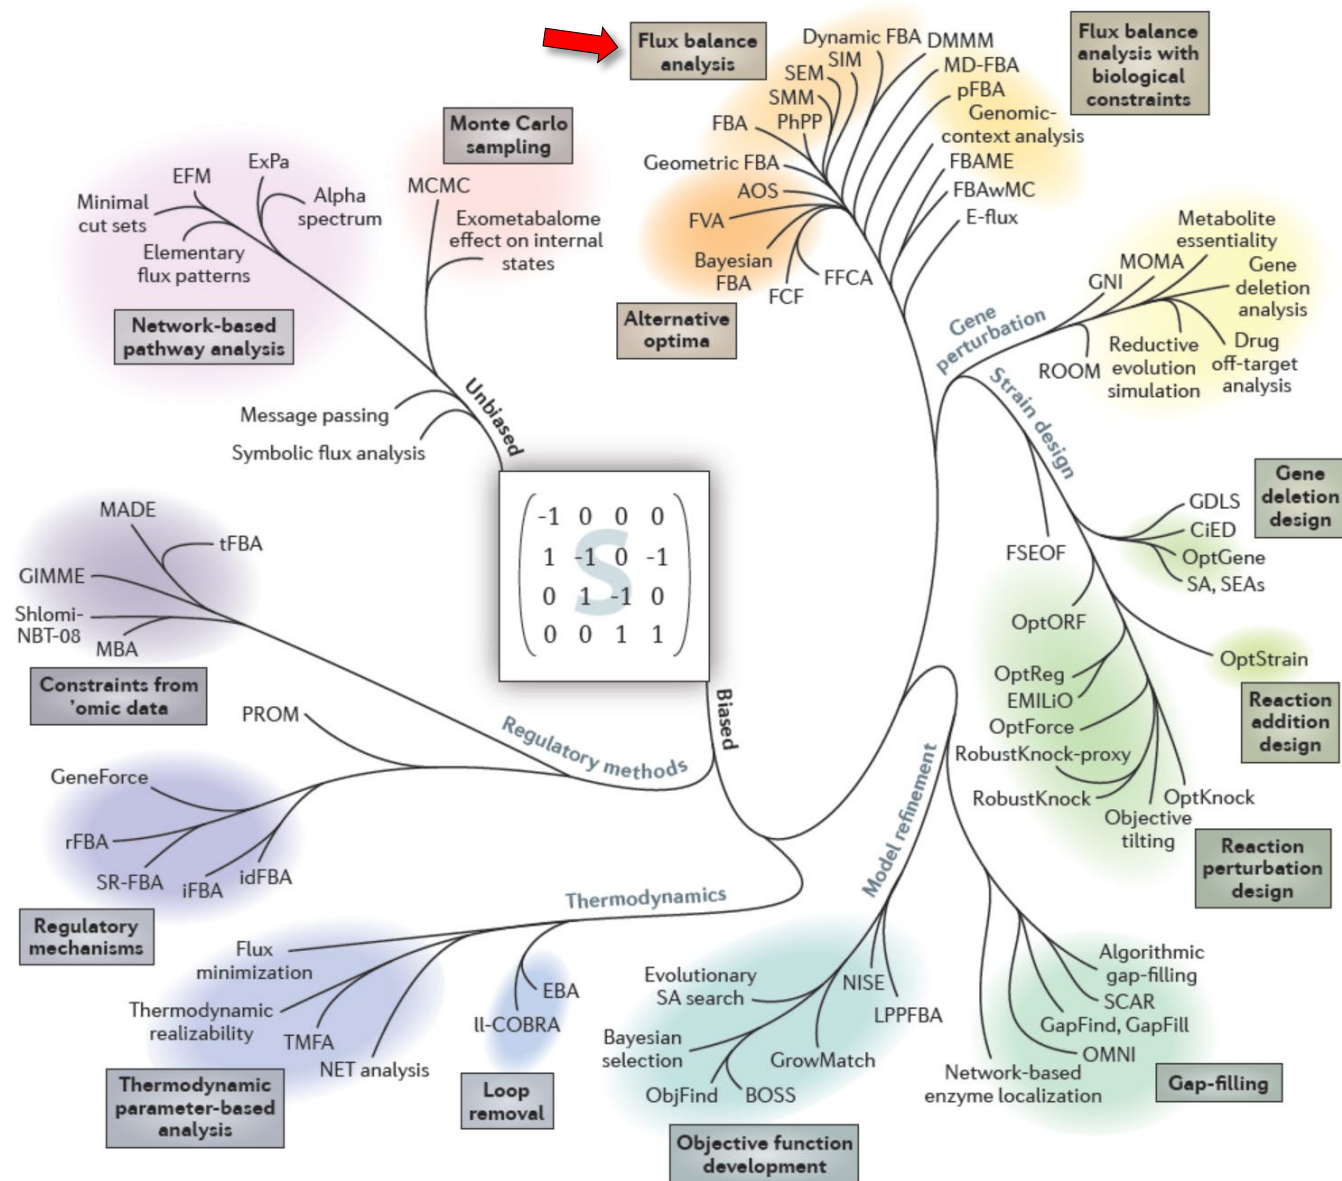 Flux balance
analysis
Dynamic FBA
DMMM
SIM
MD-FBA
SEM
pFBA
SMM
Genomic-
context analysis
PhPP
FBA
Geometric FBA
FBAME
AOS
FBAwMC
FVA
E-flux
Bayesian
FBA
FCF
FFCA
Flux balance
analysis with
biological
constraints
Alternative
optima
Monte Carlo
sampling
MCMC
Exometabalome
effect on internal
states
ExPa
EFM
Alpha
spectrum
Minimal
cut sets
Elementary
flux patterns
Network-based
pathway analysis
Message passing
Symbolic flux analysis
Unbiased
Gene
perturbation
Metabolite
essentiality
MOMA
GNI
Gene
deletion
analysis
ROOM
Reductive
evolution
simulation
Drug
off-target
analysis
Strain design
Gene
deletion
design
GDLS
CiED
OptGene
SA, SEAs
FSEOF
OptORF
OptStrain
OptReg
EMILiO
OptForce
RobustKnock-proxy
RobustKnock
OptKnock
Objective
tilting
Reaction
addition
design
Reaction
perturbation
design
S
-1 0 0 0
1 -1 0 -1
0 1 -1 0
0 0 1 1
Biased
MADE
tFBA
GIMME
Shlomi-
NBT-08
MBA
Constraints from
'omic data
PROM
Regulatory methods
GeneForce
rFBA
SR-FBA
iFBA
idFBA
Regulatory
mechanisms
Thermodynamics
Flux
minimization
Thermodynamic
realizability
TMFA
NET analysis
Thermodynamic
parameter-based
analysis
EBA
ll-COBRA
Loop
removal
Model refinement
Evolutionary
SA search
NISE
LPPFBA
Bayesian
selection
GrowMatch
ObjFind
BOSS
Objective function
development
Algorithmic
gap-filling
SCAR
GapFind, GapFill
OMNI
Network-based
enzyme localization
Gap-filling